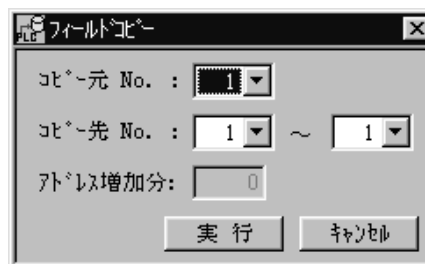 PLC ﾌｨｰﾙﾄﾞｺﾋﾟｰ
ｺﾋﾟｰ元 No. : 1
ｺﾋﾟｰ先 No. : 1 ～ 1
ｱﾄﾞﾚｽ増加分: 0
実 行 ｷｬﾝｾﾙ